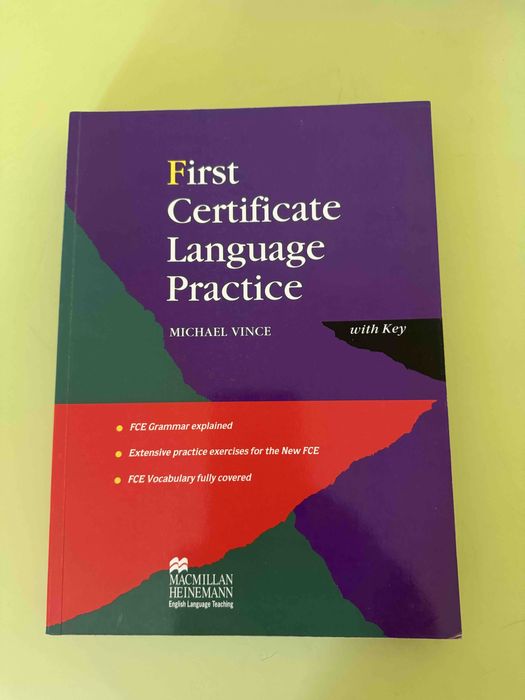 First
Certificate
Language
Practice
MICHAEL VINCE
with Key
FCE Grammar explained
Extensive practice exercises for the New FCE
FCE Vocabulary fully covered
MACMILLAN
HEINEMANN
English Language Teaching